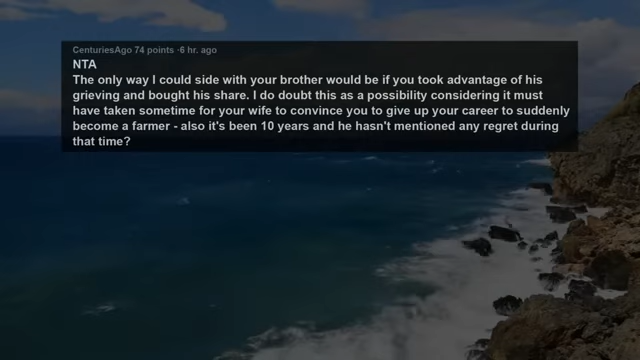 CenturiesAgo 74 points ·6 hr. ago
NTA
The only way I could side with your brother would be if you took advantage of his
grieving and bought his share. I do doubt this as a possibility considering it must
have taken sometime for your wife to convince you to give up your career to suddenly
become a farmer - also it's been 10 years and he hasn't mentioned any regret during
that time?